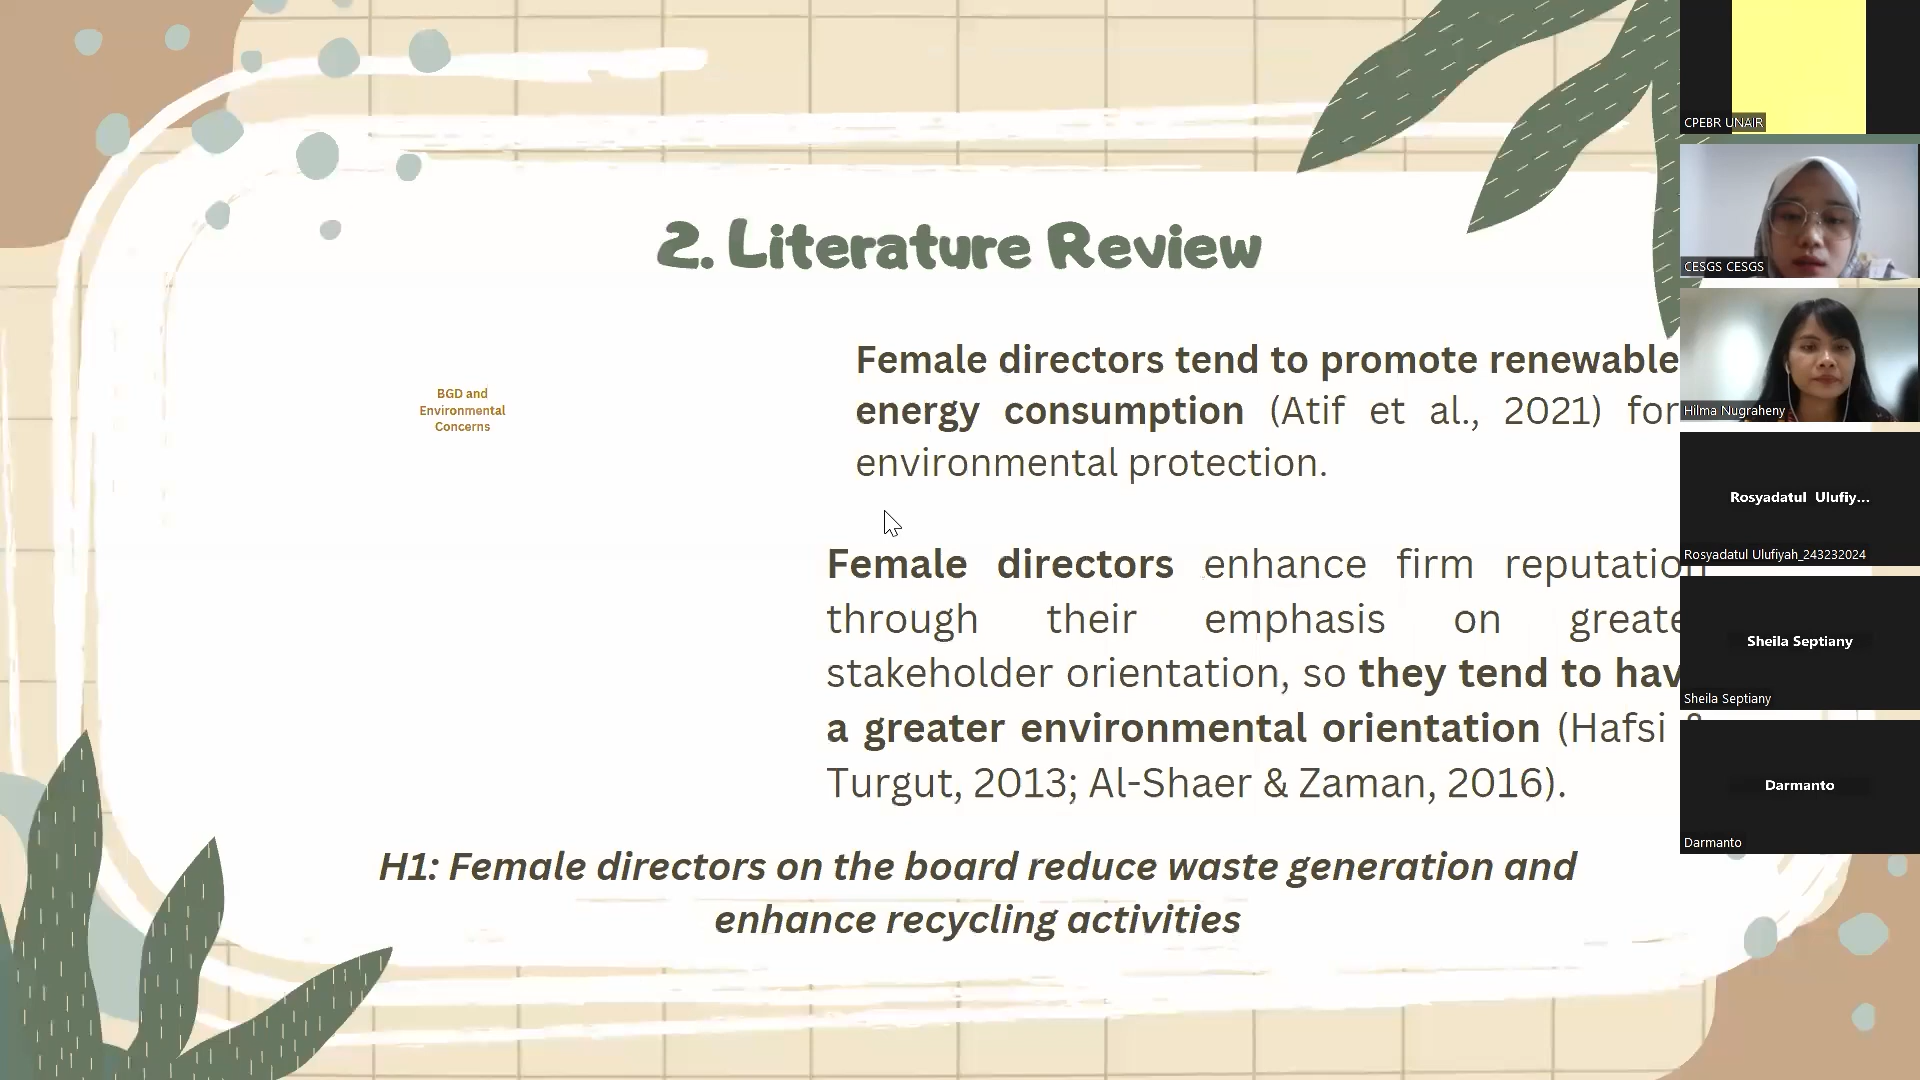 2. Literature Review
BGD and
Environmental
Concerns
Female directors tend to promote renewable
energy consumption (Atif et al., 2021) for
environmental protection.
Female directors enhance firm reputation
through their emphasis on greate
stakeholder orientation, so they tend to hav
a greater environmental orientation (Hafsi &
Turgut, 2013; Al-Shaer & Zaman, 2016).
H1: Female directors on the board reduce waste generation and
enhance recycling activities
CPEBR UNAIR
CESGS CESGS
Hilma Nugraheny
Rosyadatul Ulufiy...
Rosyadatul Ulufiyah_243232024
Sheila Septiany
Sheila Septiany
Darmanto
Darmanto